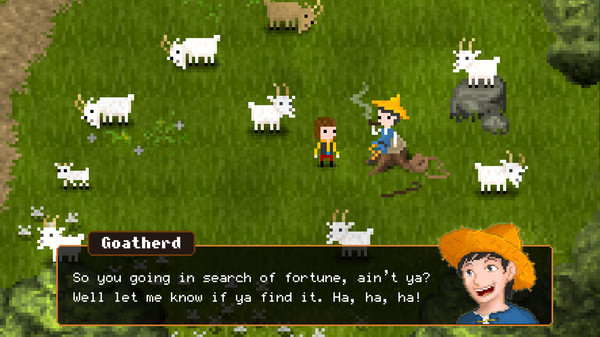 Goatherd
So you going in search of fortune, ain't ya?
Well let me know if ya find it. Ha, ha, ha!